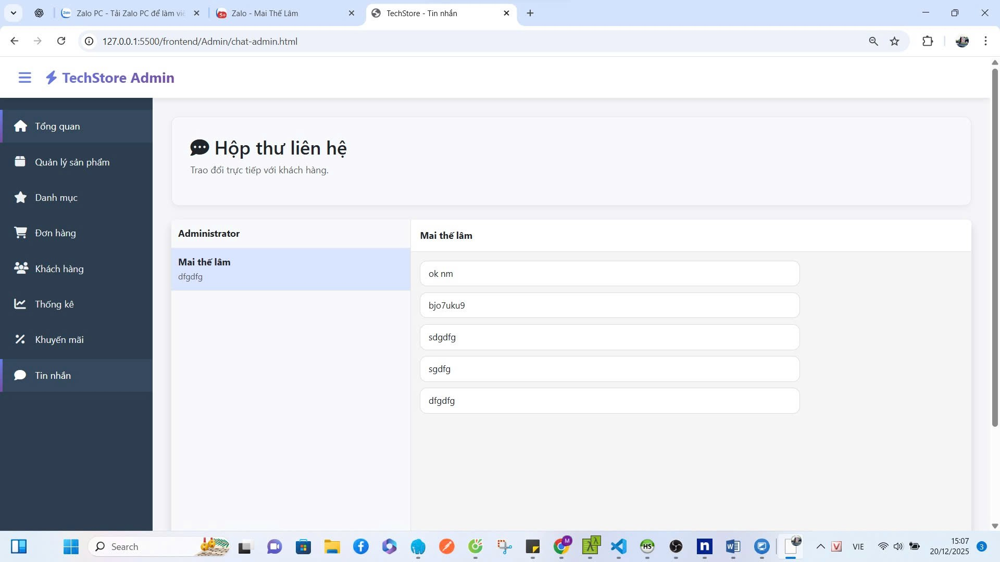 Zalo PC - Tải Zalo PC để làm việ
Zalo - Mai Thế Lâm
TechStore - Tin nhắn
127.0.0.1:5500/frontend/Admin/chat-admin.html
TechStore Admin
Tổng quan
Quản lý sản phẩm
Danh mục
Đơn hàng
Khách hàng
Thống kê
Khuyến mãi
Tin nhắn
Hộp thư liên hệ
Trao đổi trực tiếp với khách hàng.
Administrator
Mai thế lâm
dfgdfg
Mai thế lâm
ok nm
bjo7uku9
sdgdfg
sgdfg
dfgdfg
Search
VIE
15:07
20/12/2025
3